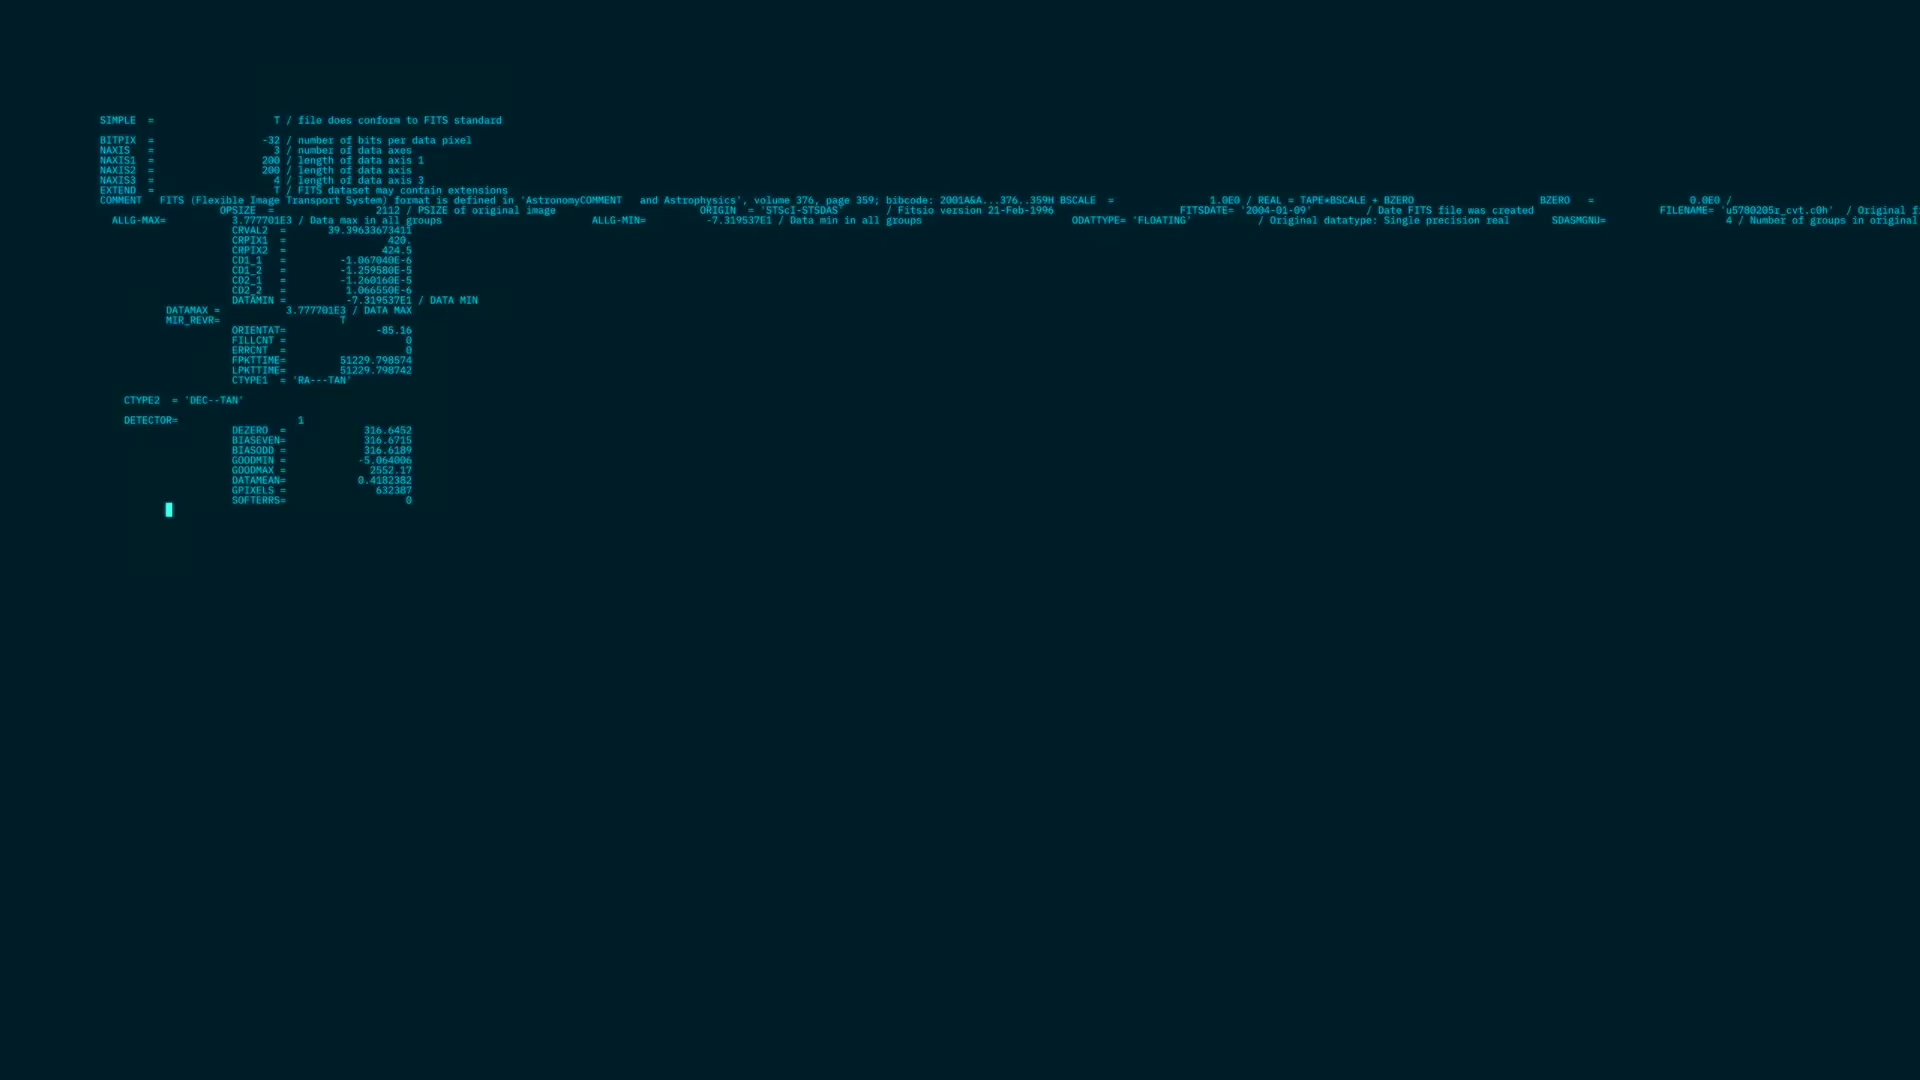 SIMPLE  =                    T / file does conform to FITS standard
BITPIX  =                  -32 / number of bits per data pixel
NAXIS   =                    3 / number of data axes
NAXIS1  =                  200 / length of data axis 1
NAXIS2  =                  200 / length of data axis
NAXIS3  =                    4 / length of data axis 3
EXTEND  =                    T / FITS dataset may contain extensions
COMMENT   FITS (Flexible Image Transport System) format is defined in 'AstronomyCOMMENT   and Astrophysics', volume 376, page 359; bibcode: 2001A&A...376..359H BSCALE  =                1.0E0 / REAL = TAPE*BSCALE + BZERO                     BZERO   =                0.0E0 /
OPSIZE  =                 2112 / PSIZE of original image                        ORIGIN  = 'STScI-STSDAS'       / Fitsio version 21-Feb-1996                     FITSDATE= '2004-01-09'         / Date FITS file was created                     FILENAME= 'u5780205r_cvt.c0h'  / Original fi
ALLG-MAX=           3.777701E3 / Data max in all groups                         ALLG-MIN=          -7.319537E1 / Data min in all groups                         ODATTYPE= 'FLOATING'           / Original datatype: Single precision real       SDASMGNU=                    4 / Number of groups in original
CRVAL2  =       39.39633673411
CRPIX1  =                 420.
CRPIX2  =                424.5
CD1_1   =         -1.067040E-6
CD1_2   =         -1.259580E-5
CD2_1   =         -1.260160E-5
CD2_2   =          1.066550E-6
DATAMIN =          -7.319537E1 / DATA MIN
DATAMAX =           3.777701E3 / DATA MAX
MIR_REVR=                    T
ORIENTAT=               -85.16
FILLCNT =                    0
ERRCNT  =                    0
FPKTTIME=         51229.798574
LPKTTIME=         51229.798742
CTYPE1  = 'RA---TAN'
CTYPE2  = 'DEC--TAN'
DETECTOR=                    1
DEZERO  =             316.6452
BIASEVEN=             316.6715
BIASODD =             316.6189
GOODMIN =            -5.064006
GOODMAX =              2552.17
DATAMEAN=            0.4182382
GPIXELS =               632387
SOFTERRS=                    0